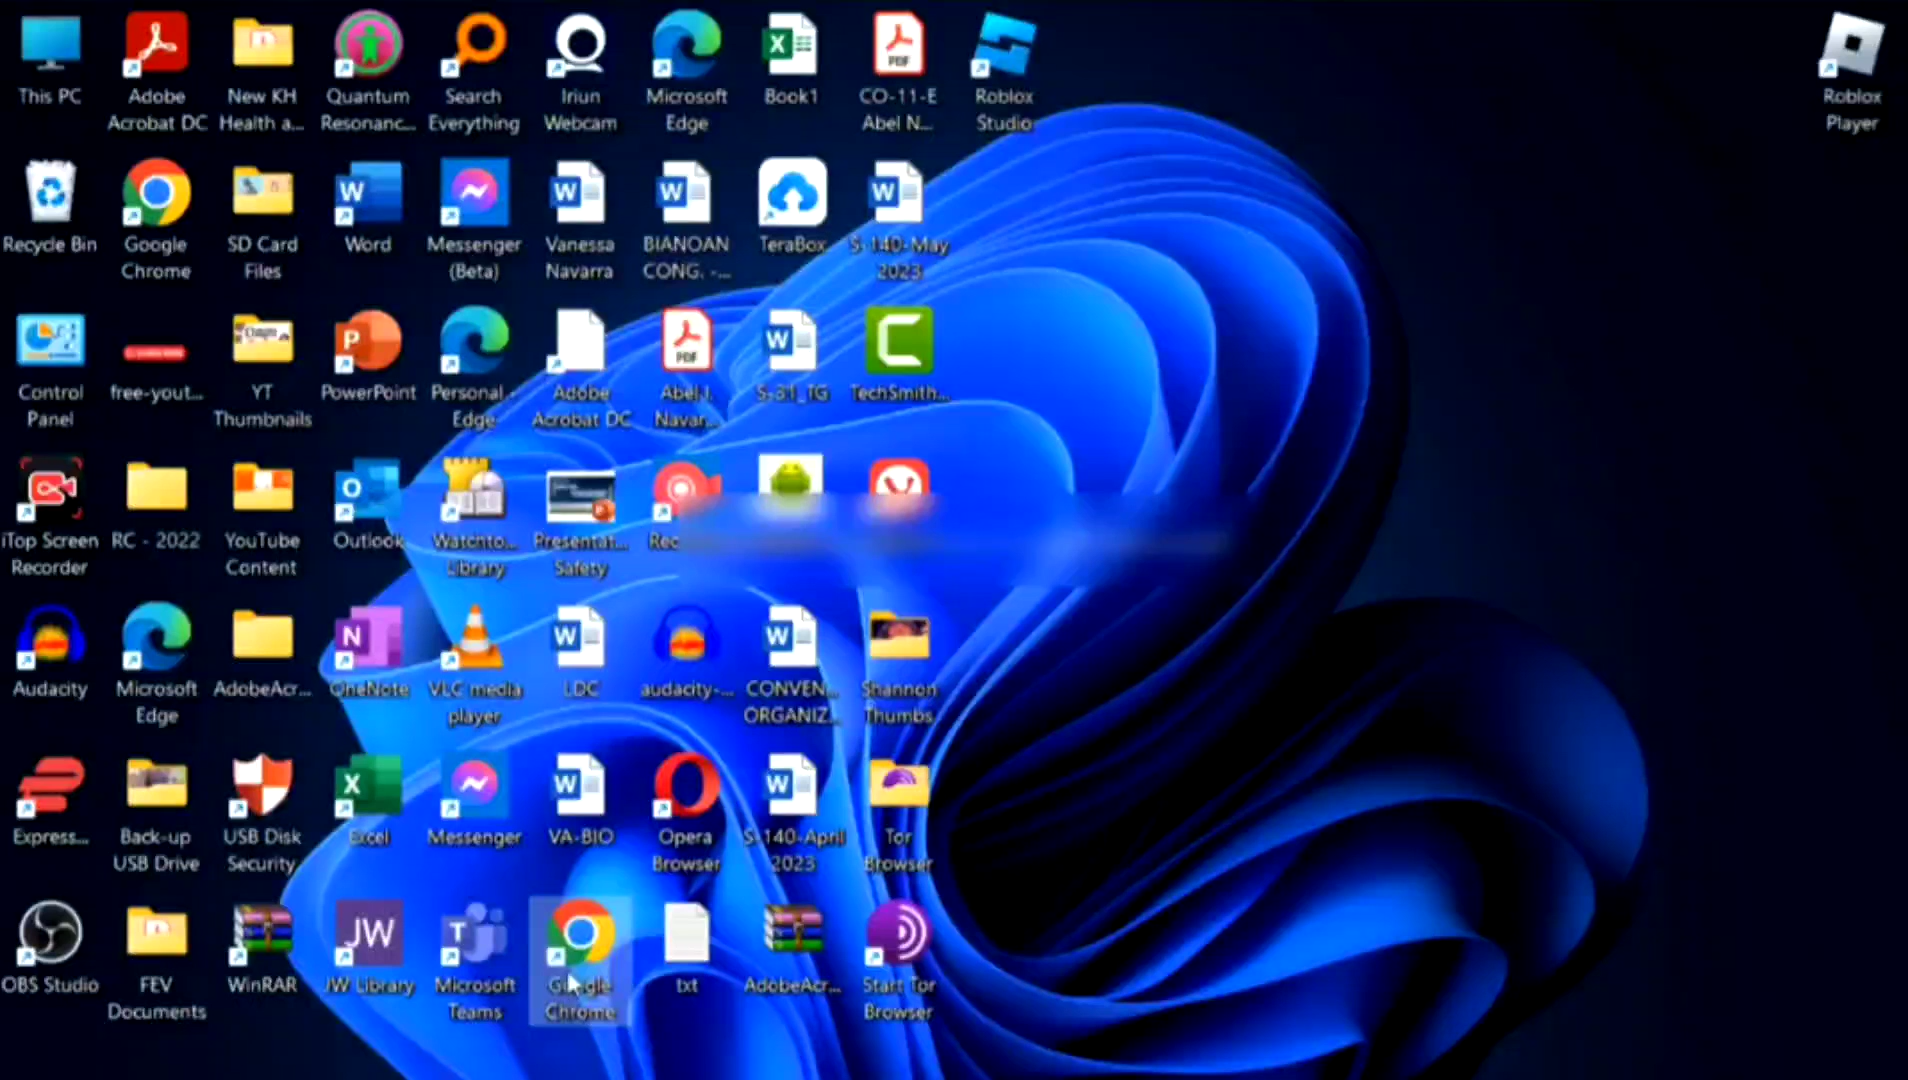 This PC
Adobe
Acrobat DC
New KH
Health a...
Quantum
Resonanc...
Search
Everything
Iriun
Webcam
Microsoft
Edge
Book1
CO-11-E
Abel N...
Roblox
Studio
Roblox
Player
Recycle Bin
Google
Chrome
SD Card
Files
Word
Messenger
(Beta)
Vanessa
Navarra
BIANOAN
CONG. -...
TeraBox
S-140-May
2023
Control
Panel
free-yout...
YT
Thumbnails
PowerPoint
Personal -
Edge
Adobe
Acrobat DC
Abel I.
Navar...
S-31_TG
TechSmith...
iTop Screen
Recorder
RC - 2022
YouTube
Content
Outlook
Watchto...
Library
Presentat...
Safety
Audacity
Microsoft
Edge
AdobeAcr...
OneNote
VLC media
player
LDC
audacity-...
CONVEN...
ORGANIZ...
Shannon
Thumbs
Express...
Back-up
USB Drive
USB Disk
Security
Excel
Messenger
VA-BIO
Opera
Browser
S-140-April
2023
Tor
Browser
OBS Studio
FEV
Documents
WinRAR
JW
JW Library
Microsoft
Teams
Google
Chrome
txt
AdobeAcr...
Start Tor
Browser